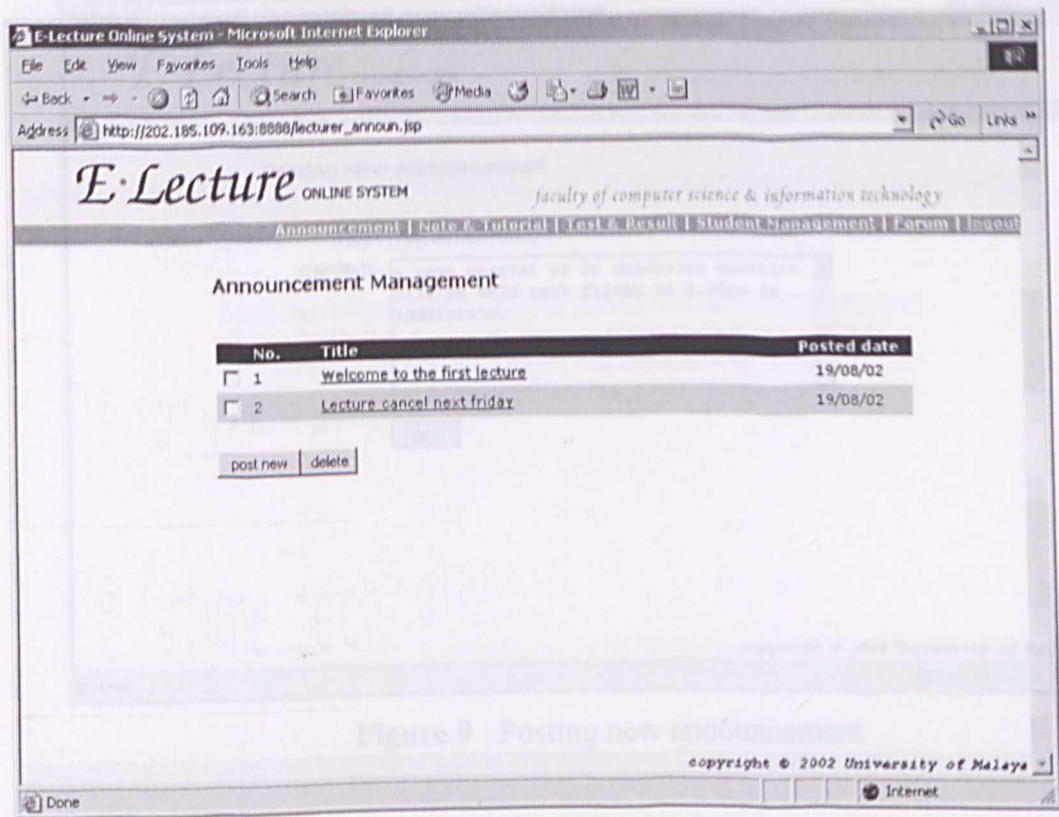 E-Lecture Online System - Microsoft Internet Explorer
File Edit View Favorites Tools Help
Back Search Favorites Media
Address http://202.185.109.163:8888/lecturer_announ.jsp Go Links »
E·Lecture ONLINE SYSTEM faculty of computer science & information technology
Announcement | Note & Tutorial | Test & Result | Student Management | Forum | logout
Announcement Management
No. Title Posted date
1 Welcome to the first lecture 19/08/02
2 Lecture cancel next friday 19/08/02
post new delete
Figure 9 : Posting new announcement
copyright © 2002 University of Malaya
Done Internet